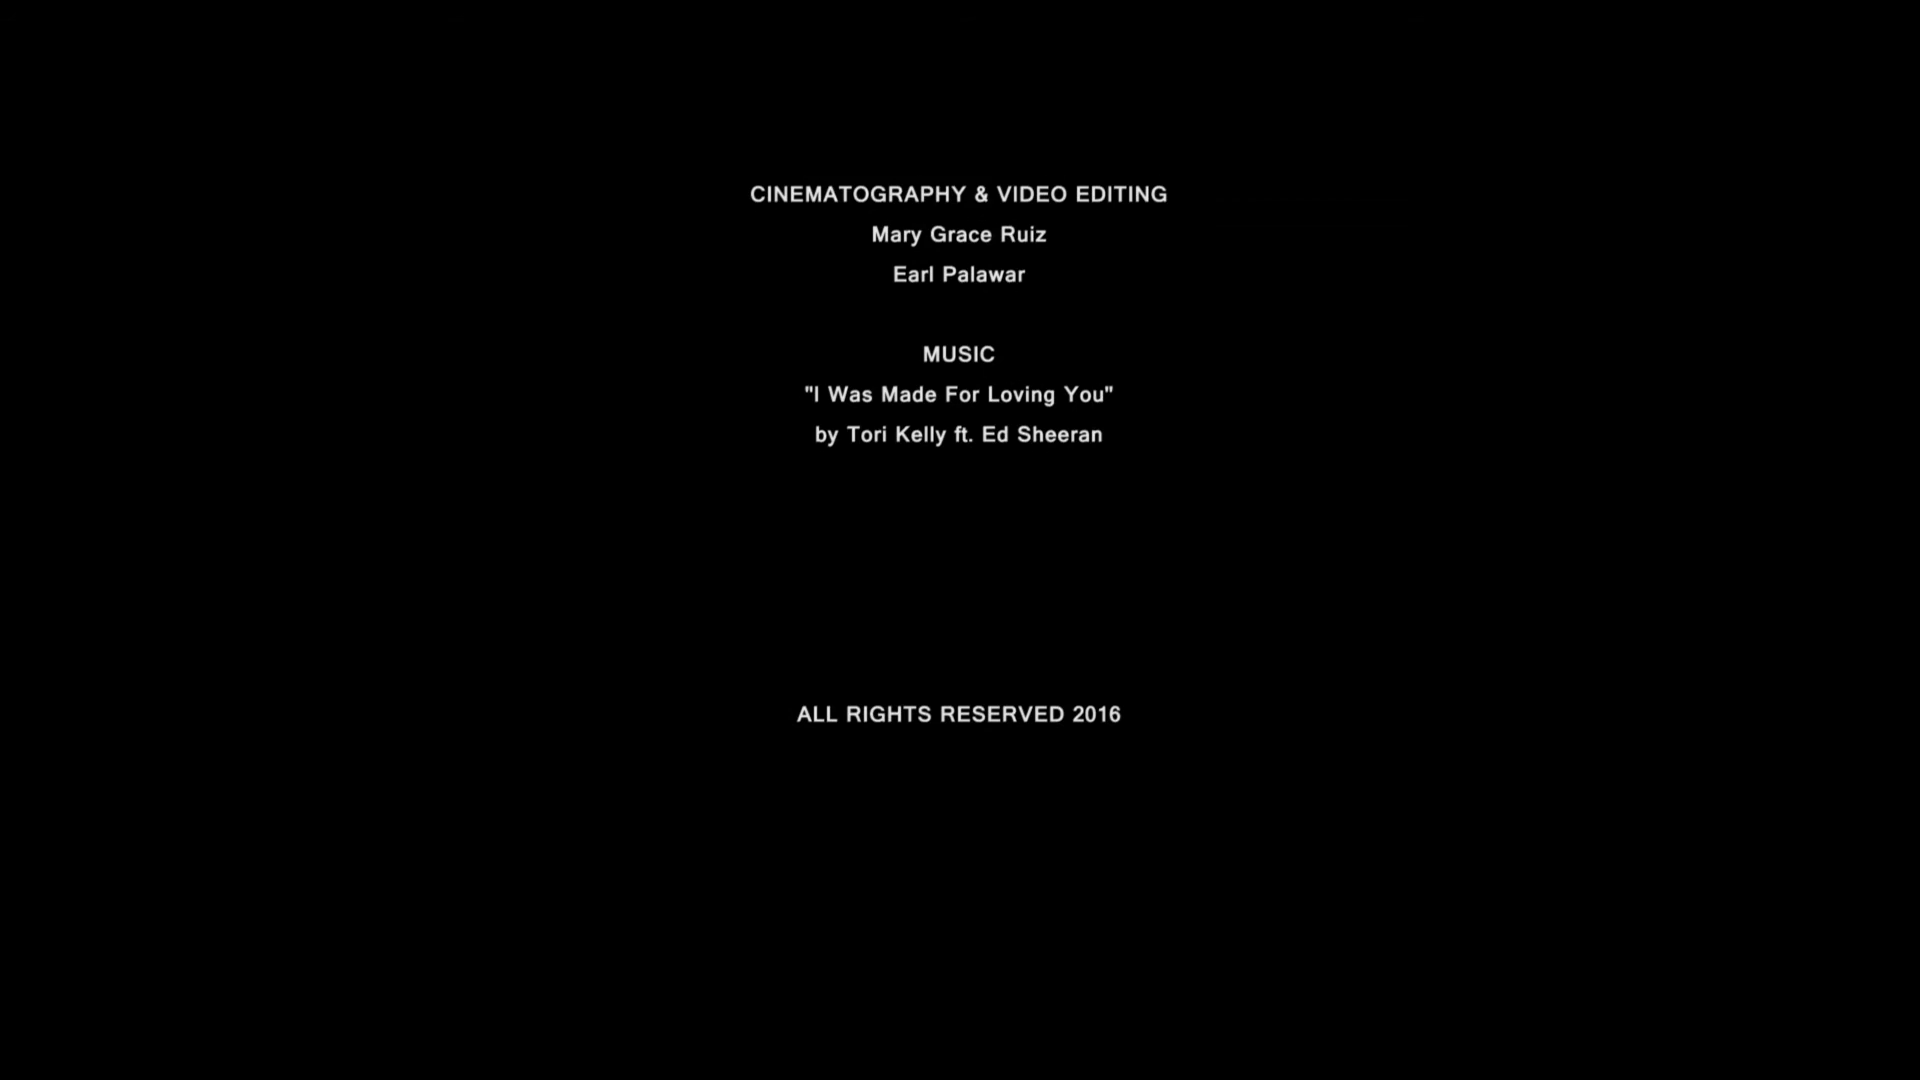 CINEMATOGRAPHY & VIDEO EDITING
Mary Grace Ruiz
Earl Palawar
MUSIC
"I Was Made For Loving You"
by Tori Kelly ft. Ed Sheeran
ALL RIGHTS RESERVED 2016